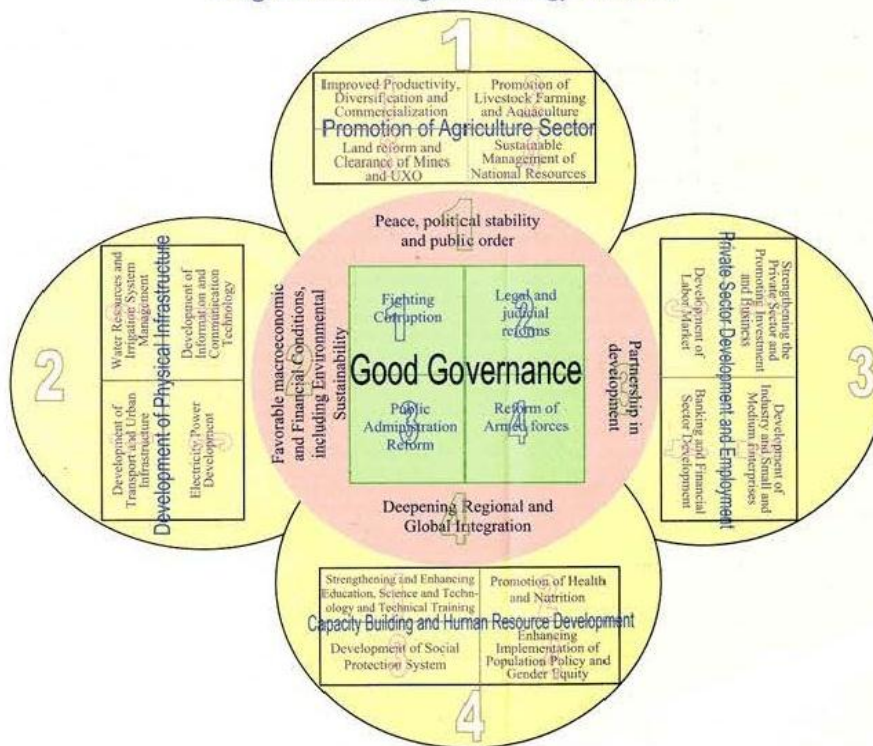 1
Improved Productivity,
Diversification and
Commercialization
Promotion of
Livestock Farming
and Aquaculture
Promotion of Agriculture Sector
Land reform and
Clearance of Mines
and UXO
Sustainable
Management of
National Resources
1
Peace, political stability
and public order
2
Water Resources and
Irrigation System
Management
Development of
Information and
Communication
Technology
Development of Physical Infrastructure
Development of
Transport and Urban
Infrastructure
Electricity Power
Development
2
Favorable macroeconomic
and Financial Conditions,
including Environmental
Sustainability
1
Fighting
Corruption
2
Legal and
judicial
reforms
Good Governance
3
Public
Administration
Reform
4
Reform of
Armed forces
3
Partnership in
development
3
Strengthening the
Private Sector and
Promoting Investment
and Business
Development of
Labor Market
Private Sector Development and Employment
Development of
Industry and Small and
Medium Enterprises
Banking and Financial
Sector Development
4
Deepening Regional and
Global Integration
Strengthening and Enhancing
Education, Science and Techn-
ology and Technical Training
Promotion of Health
and Nutrition
Capacity Building and Human Resource Development
Development of Social
Protection System
Enhancing
Implementation of
Population Policy and
Gender Equity
4